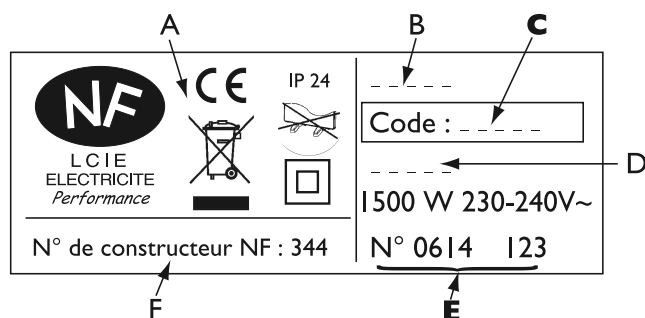 A
B
C
NF
CE
IP 24
_ _ _ _ _
Code : _ _ _ _ _
_ _ _ _ _
D
LCIE
ELECTRICITE
Performance
1500 W 230-240V~
N° de constructeur NF : 344
N° 0614 123
F
E